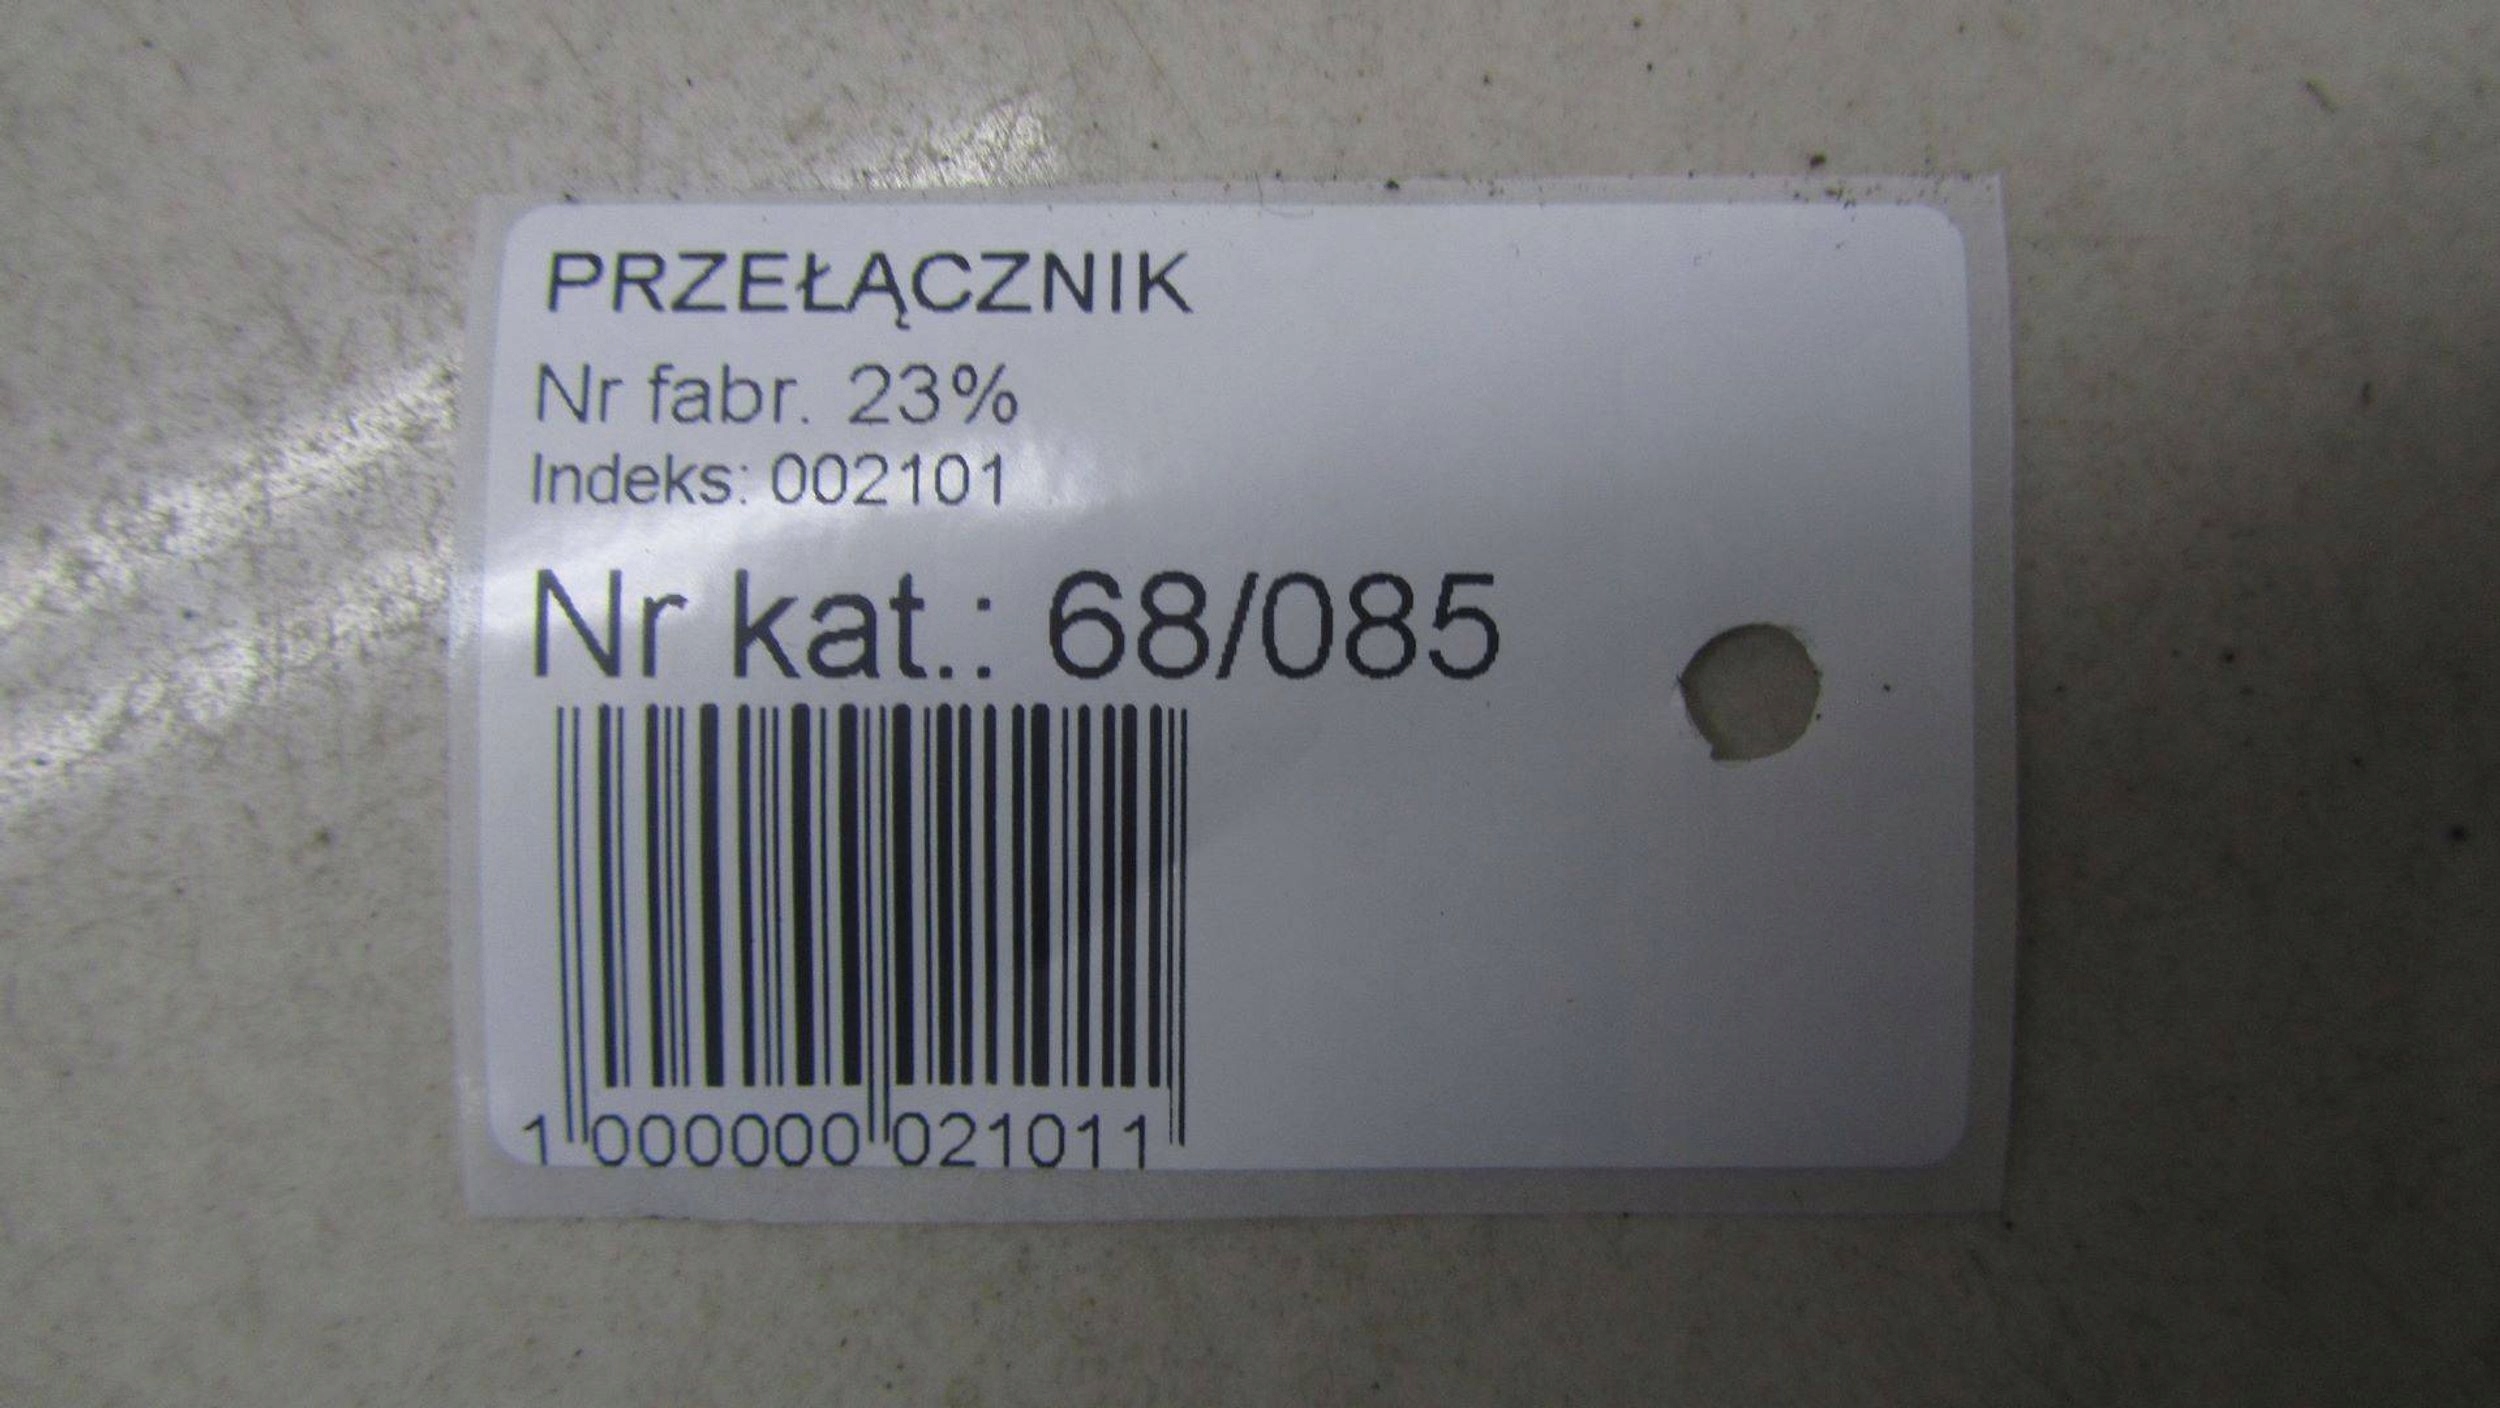 PRZEŁĄCZNIK
Nr fabr. 23%
Indeks: 002101
Nr kat.: 68/085
1 000000 021011